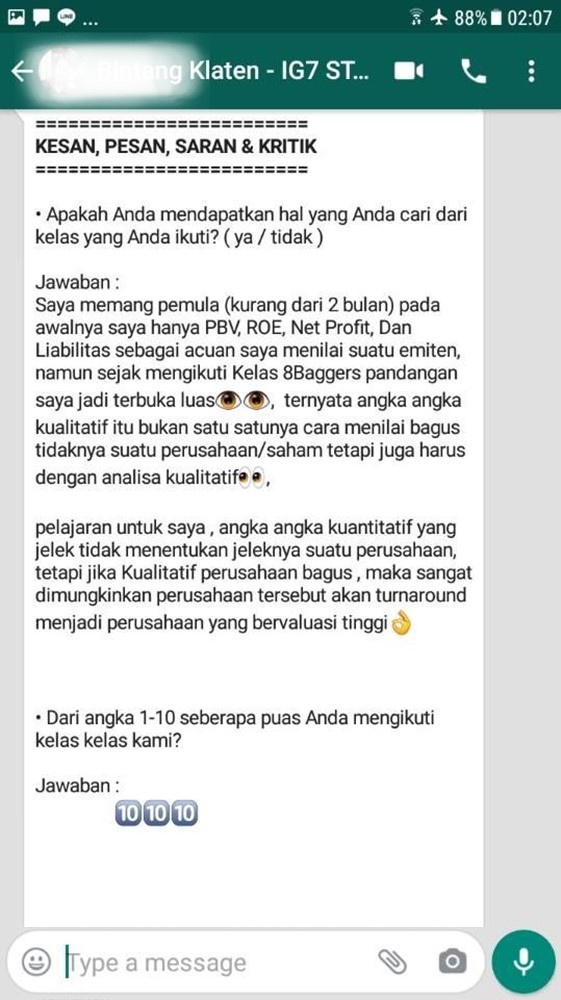 ... 88% 02:07
Bintang Klaten - IG7 ST...
=========================
KESAN, PESAN, SARAN & KRITIK
=========================
• Apakah Anda mendapatkan hal yang Anda cari dari
kelas yang Anda ikuti? ( ya / tidak )
Jawaban :
Saya memang pemula (kurang dari 2 bulan) pada
awalnya saya hanya PBV, ROE, Net Profit, Dan
Liabilitas sebagai acuan saya menilai suatu emiten,
namun sejak mengikuti Kelas 8Baggers pandangan
saya jadi terbuka luas👁👁, ternyata angka angka
kualitatif itu bukan satu satunya cara menilai bagus
tidaknya suatu perusahaan/saham tetapi juga harus
dengan analisa kualitatif👀,
pelajaran untuk saya , angka angka kuantitatif yang
jelek tidak menentukan jeleknya suatu perusahaan,
tetapi jika Kualitatif perusahaan bagus , maka sangat
dimungkinkan perusahaan tersebut akan turnaround
menjadi perusahaan yang bervaluasi tinggi👌
• Dari angka 1-10 seberapa puas Anda mengikuti
kelas kelas kami?
Jawaban :
🔟🔟🔟
Type a message